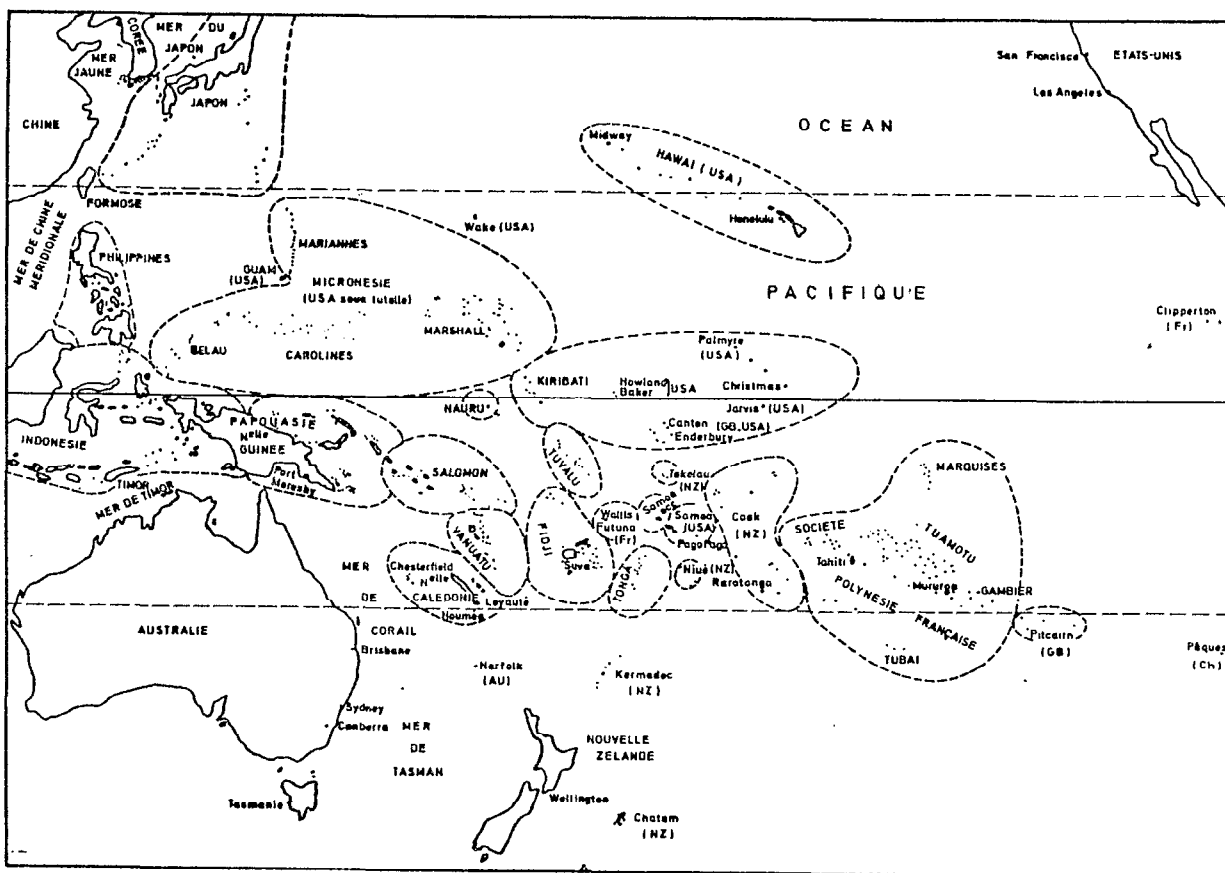 MER
JAUNE
CORÉE
MER DU
JAPON
JAPON
CHINE
FORMOSE
MER DE CHINE
MERIDIONALE
PHILIPPINES
San Francisco
ETATS-UNIS
Los Angeles
OCEAN
PACIFIQUE
Midway
HAWAI (USA)
Honolulu
Wake (USA)
MARIANNES
GUAM
(USA)
MICRONESIE
(USA sous tutelle)
MARSHALL
BELAU
CAROLINES
Clipperton
(Fr)
Palmyre
(USA)
KIRIBATI
Howland
Baker
USA
Christmas
Jarvis (USA)
Canton (GB,USA)
Enderbury
NAURU
INDONESIE
PAPOUASIE
Nelle
GUINEE
Port
Moresby
TIMOR
MER DE TIMOR
SALOMON
TUVALU
Tokelau
(NZ)
MARQUISES
Wallis
Futuna
(Fr)
Samoa
Samoa
(USA)
Pago Pago
Cook
(NZ)
SOCIETE
TUAMOTU
Tahiti
VANUATU
FIDJI
Suva
TONGA
Niué (NZ)
Rarotonga
Mururoa
GAMBIER
POLYNESIE
FRANÇAISE
Chesterfield
Nelle
CALEDONIE
Loyauté
Nouméa
MER
DE
CORAIL
AUSTRALIE
Brisbane
Norfolk
(AU)
Kermadec
(NZ)
TUBAI
Pitcairn
(GB)
Pâques
(Ch)
Sydney
Canberra
MER
DE
TASMAN
NOUVELLE
ZELANDE
Wellington
Tasmanie
Chatam
(NZ)